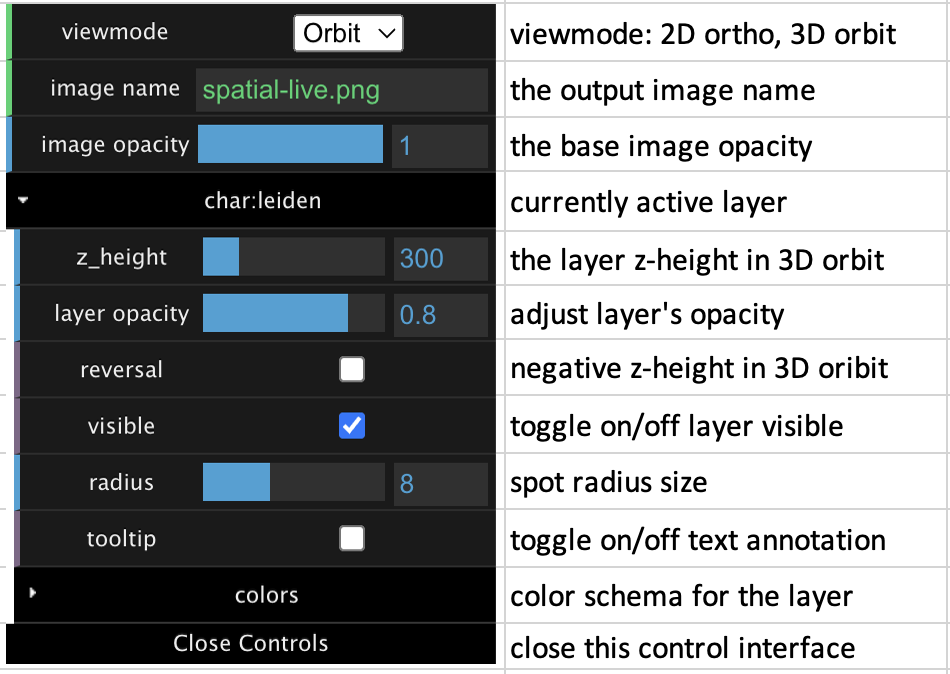 viewmode Orbit viewmode: 2D ortho, 3D orbit
image name spatial-live.png the output image name
image opacity 1 the base image opacity
char:leiden currently active layer
z_height 300 the layer z-height in 3D orbit
layer opacity 0.8 adjust layer's opacity
reversal negative z-height in 3D oribit
visible toggle on/off layer visible
radius 8 spot radius size
tooltip toggle on/off text annotation
colors color schema for the layer
Close Controls close this control interface